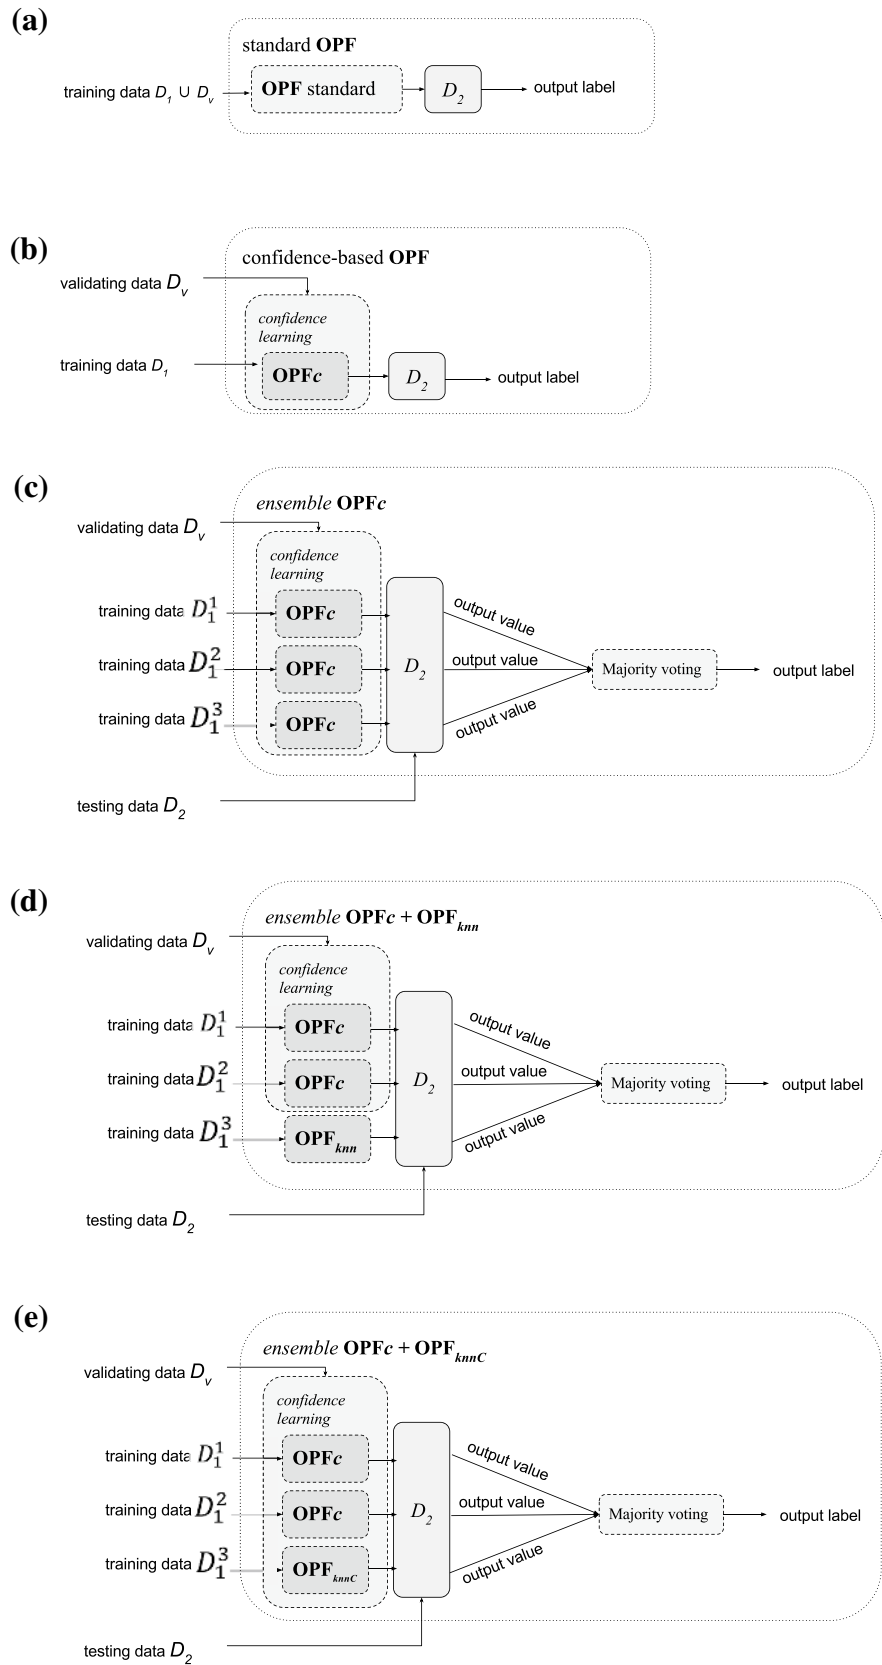 (a)
standard OPF
training data D1 ∪ Dv
OPF standard
D2
output label
(b)
confidence-based OPF
validating data Dv
confidence
learning
training data D1
OPFc
D2
output label
(c)
ensemble OPFc
validating data Dv
confidence
learning
training data D₁¹
OPFc
output value
training data D₁²
OPFc
D2
output value
Majority voting
output label
training data D₁³
OPFc
output value
testing data D2
(d)
ensemble OPFc + OPFknn
validating data Dv
confidence
learning
training data D₁¹
OPFc
output value
training data D₁²
OPFc
D2
output value
Majority voting
output label
training data D₁³
OPFknn
output value
testing data D2
(e)
ensemble OPFc + OPFknnC
validating data Dv
confidence
learning
training data D₁¹
OPFc
output value
training data D₁²
OPFc
D2
output value
Majority voting
output label
training data D₁³
OPFknnC
output value
testing data D2